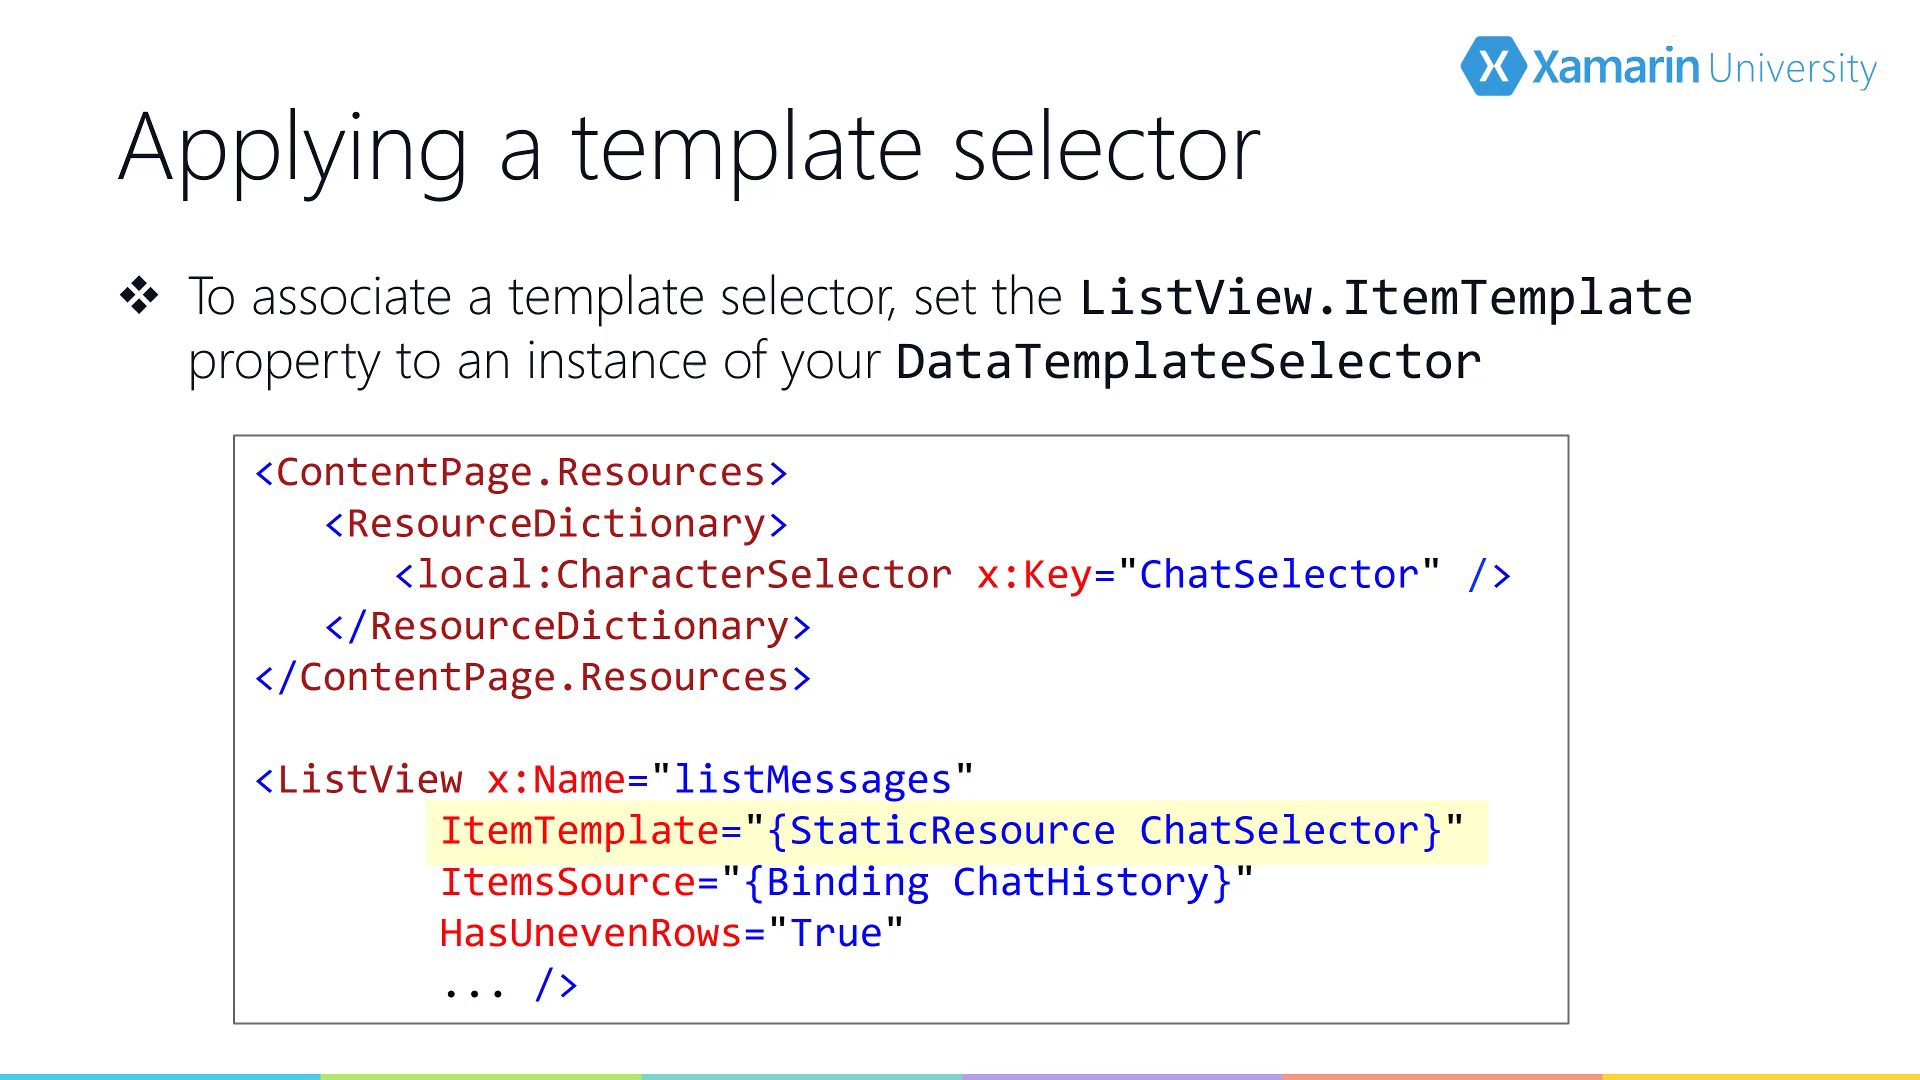 Xamarin University
Applying a template selector
❖ To associate a template selector, set the ListView.ItemTemplate
property to an instance of your DataTemplateSelector
<ContentPage.Resources>
   <ResourceDictionary>
      <local:CharacterSelector x:Key="ChatSelector" />
   </ResourceDictionary>
</ContentPage.Resources>
<ListView x:Name="listMessages"
        ItemTemplate="{StaticResource ChatSelector}"
        ItemsSource="{Binding ChatHistory}"
        HasUnevenRows="True"
        ... />